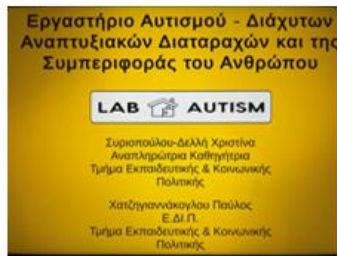 Εργαστήριο Αυτισμού - Διάχυτων
Αναπτυξιακών Διαταραχών και της
Συμπεριφοράς του Ανθρώπου
LAB AUTISM
Συριοπούλου-Δελλή Χριστίνα
Αναπληρώτρια Καθηγήτρια
Τμήμα Εκπαιδευτικής & Κοινωνικής
Πολιτικής
Χατζηγιαννάκογλου Παύλος
Ε.ΔΙ.Π.
Τμήμα Εκπαιδευτικής & Κοινωνικής
Πολιτικής